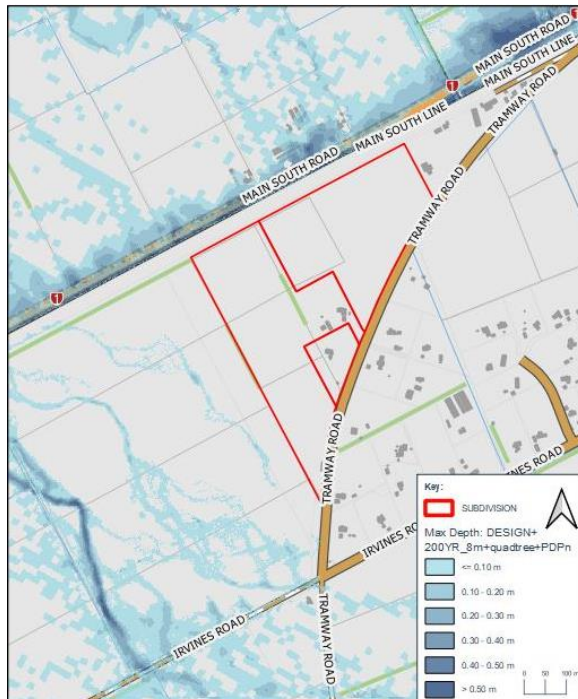 1
MAIN SOUTH ROAD
MAIN SOUTH LINE
1
TRAMWAY ROAD
MAIN SOUTH ROAD
MAIN SOUTH LINE
TRAMWAY ROAD
1
TRAMWAY ROAD
IRVINES ROAD
INES ROAD
IRVINES ROAD
TRAMWAY ROAD
Key:
SUBDIVISION
Max Depth: DESIGN+
200YR_8m+quadtree+PDPn
<= 0.10 m
0.10 - 0.20 m
0.20 - 0.30 m
0.30 - 0.40 m
0.40 - 0.50 m
> 0.50 m
0 50 100 m